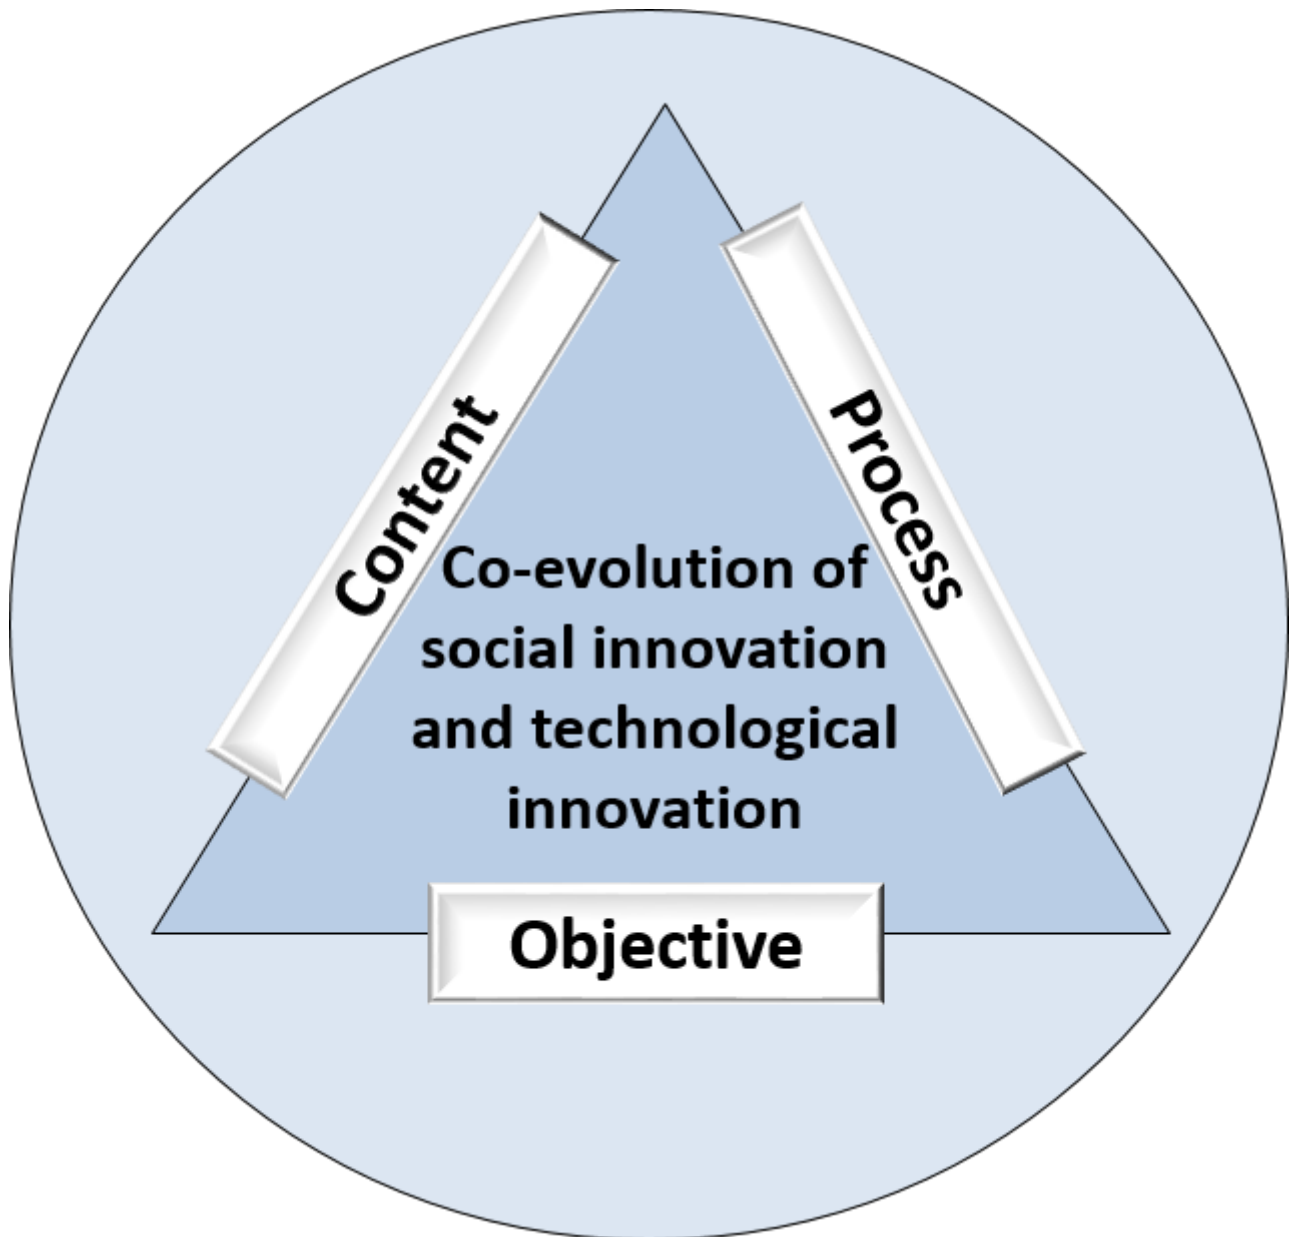 Content
Process
Co-evolution of
social innovation
and technological
innovation
Objective